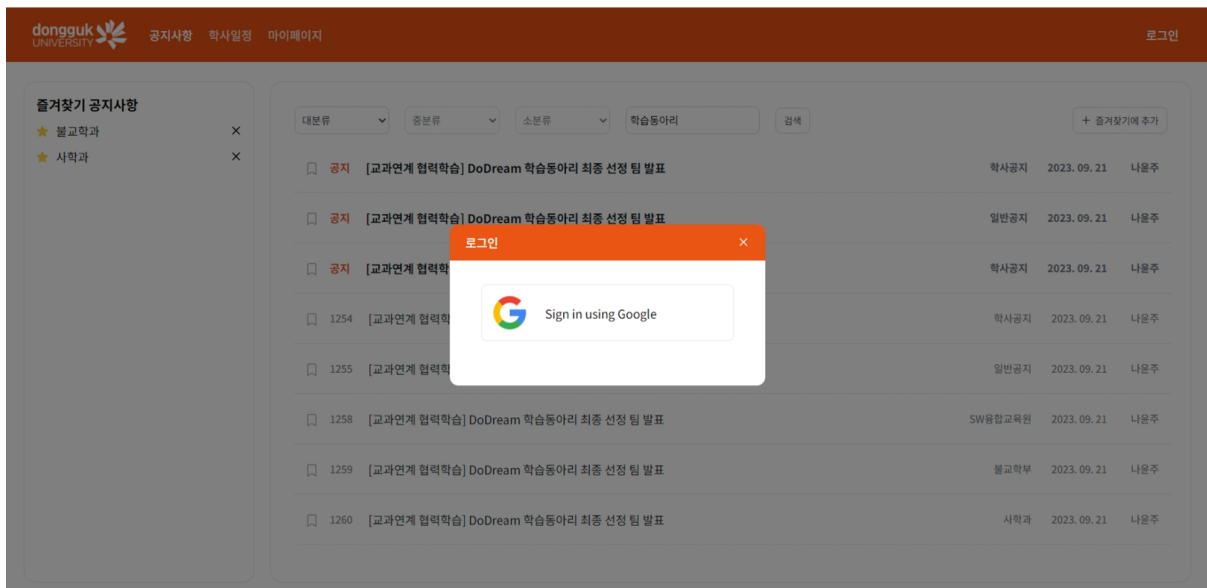 dongguk
UNIVERSITY
공지사항 학사일정 마이페이지 로그인
즐겨찾기 공지사항
불교학과 ×
사학과 ×
대분류 중분류 소분류 학습동아리 검색 + 즐겨찾기에 추가
공지 [교과연계 협력학습] DoDream 학습동아리 최종 선정 팀 발표 학사공지 2023. 09. 21 나윤주
공지 [교과연계 협력학습] DoDream 학습동아리 최종 선정 팀 발표 일반공지 2023. 09. 21 나윤주
로그인 ×
공지 [교과연계 협력학 학사공지 2023. 09. 21 나윤주
Sign in using Google
1254 [교과연계 협력학 학사공지 2023. 09. 21 나윤주
1255 [교과연계 협력학 일반공지 2023. 09. 21 나윤주
1258 [교과연계 협력학습] DoDream 학습동아리 최종 선정 팀 발표 SW융합교육원 2023. 09. 21 나윤주
1259 [교과연계 협력학습] DoDream 학습동아리 최종 선정 팀 발표 불교학부 2023. 09. 21 나윤주
1260 [교과연계 협력학습] DoDream 학습동아리 최종 선정 팀 발표 사학과 2023. 09. 21 나윤주